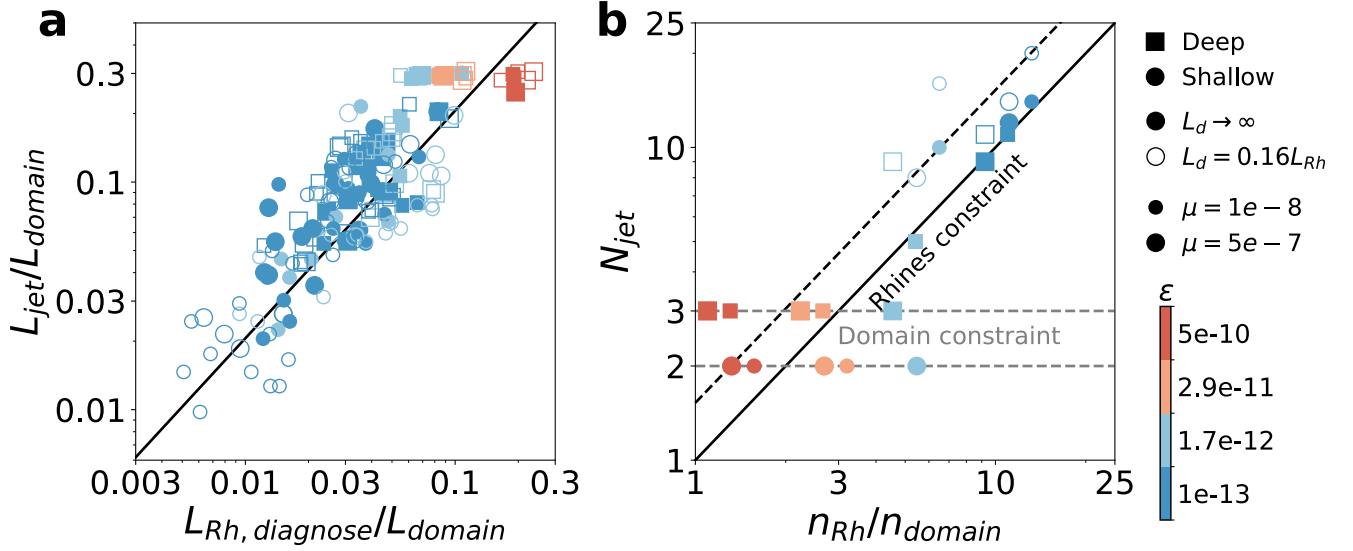 a
L_jet/L_domain
0.3
0.1
0.03
0.01
0.003
0.01
0.03
0.1
0.3
L_Rh, diagnose/L_domain
b
N_jet
25
10
3
2
1
Rhines constraint
Domain constraint
1
3
10
25
n_Rh/n_domain
Deep
Shallow
L_d → ∞
L_d = 0.16L_Rh
μ = 1e − 8
μ = 5e − 7
ε
5e-10
2.9e-11
1.7e-12
1e-13